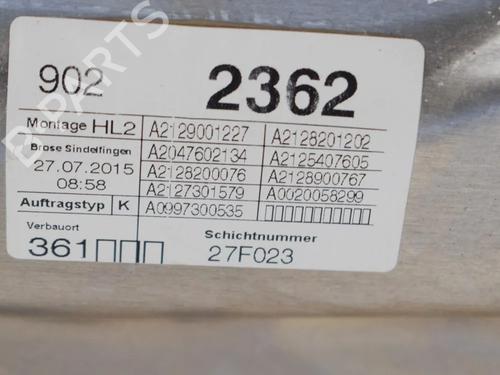 902 2362
Montage HL2 A2129001227 A2128201202
Brose Sindelfingen A2047602134 A2125407605
27.07.2015 A2128200076 A2128900767
08:58 A2127301579 A0020058299
Auftragstyp K A0997300535 ▯▯▯▯▯▯▯▯▯▯▯
Verbauort Schichtnummer
361▯▯▯ 27F023
B-PARTS